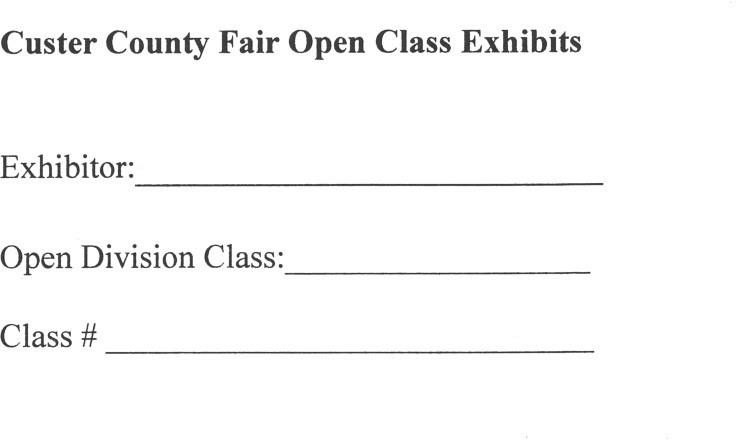 Custer County Fair Open Class Exhibits
Exhibitor:
Open Division Class:
Class #